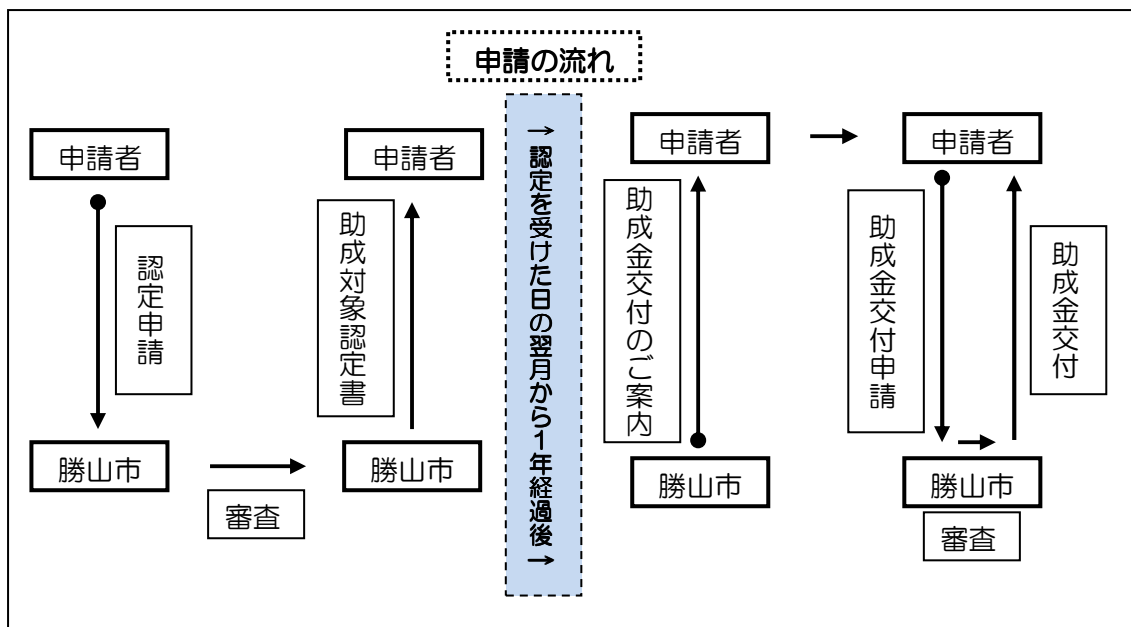 申請の流れ
申請者
認定申請
勝山市
審査
申請者
助成対象認定書
勝山市
→認定を受けた日の翌月から1年経過後→
申請者
助成金交付のご案内
勝山市
申請者
助成金交付申請
助成金交付
勝山市
審査